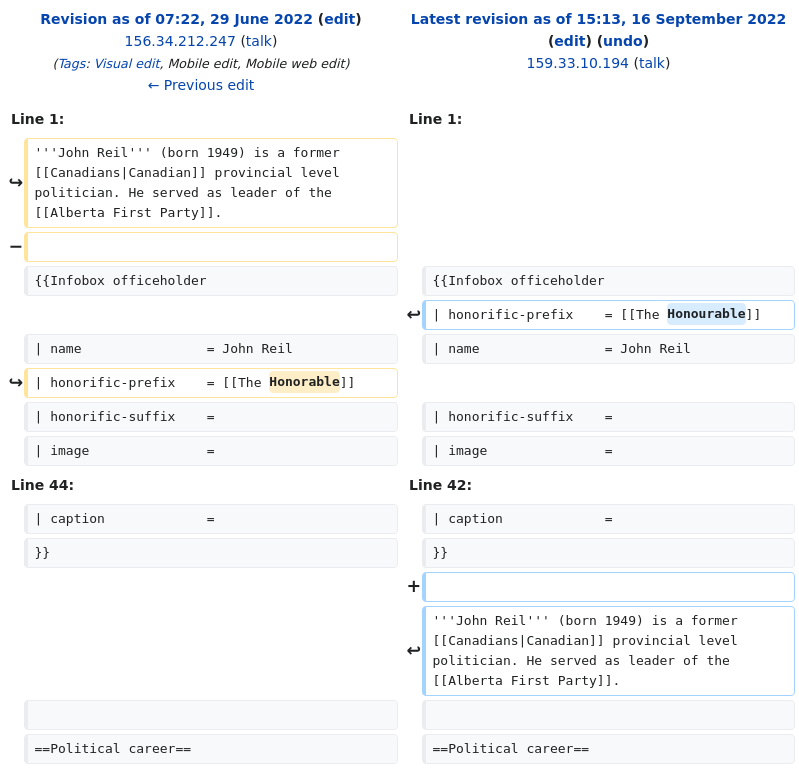 Revision as of 07:22, 29 June 2022 (edit)
156.34.212.247 (talk)
(Tags: Visual edit, Mobile edit, Mobile web edit)
← Previous edit
Latest revision as of 15:13, 16 September 2022
(edit) (undo)
159.33.10.194 (talk)
Line 1:
Line 1:
↪
'''John Reil''' (born 1949) is a former
[[Canadians|Canadian]] provincial level
politician. He served as leader of the
[[Alberta First Party]].
−
{{Infobox officeholder
{{Infobox officeholder
↩
| honorific-prefix    = [[The Honourable]]
| name                = John Reil
| name                = John Reil
↪
| honorific-prefix    = [[The Honorable]]
| honorific-suffix    =
| honorific-suffix    =
| image               =
| image               =
Line 44:
Line 42:
| caption             =
| caption             =
}}
}}
+
↩
'''John Reil''' (born 1949) is a former
[[Canadians|Canadian]] provincial level
politician. He served as leader of the
[[Alberta First Party]].
==Political career==
==Political career==